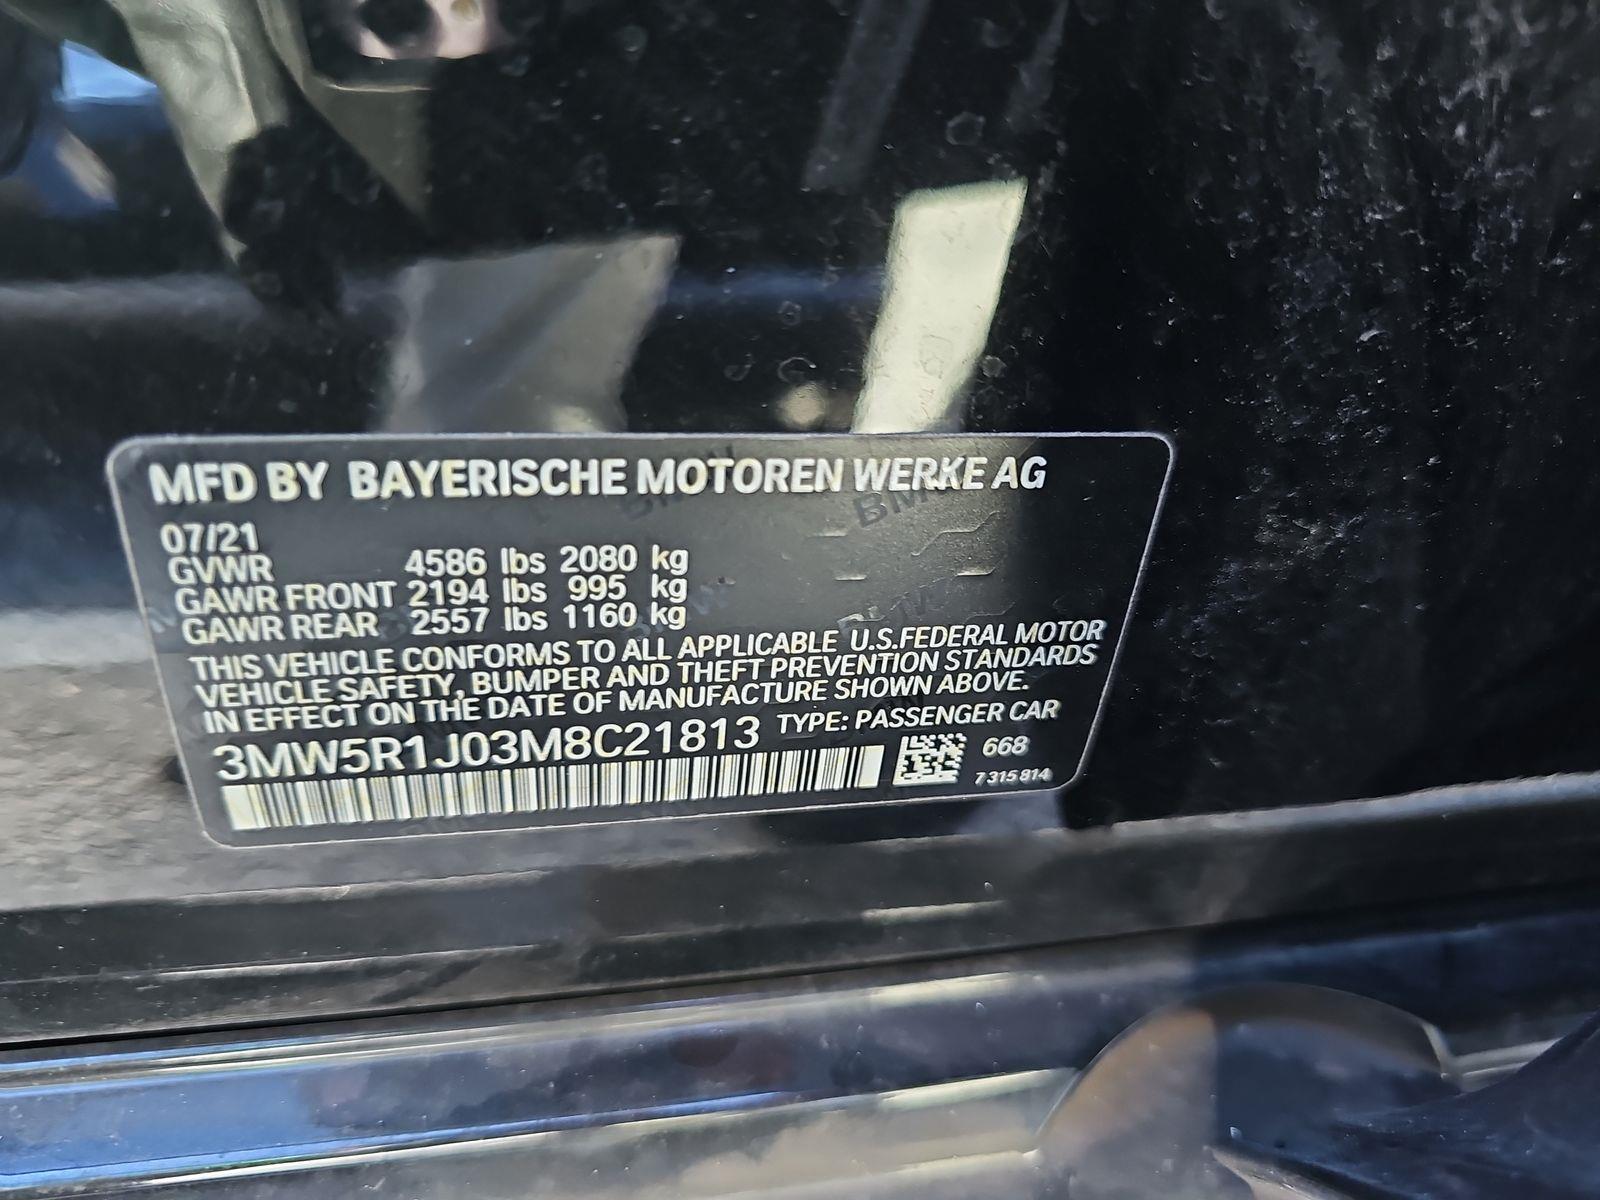 MFD BY BAYERISCHE MOTOREN WERKE AG
07/21
GVWR 4586 lbs 2080 kg
GAWR FRONT 2194 lbs 995 kg
GAWR REAR 2557 lbs 1160 kg
THIS VEHICLE CONFORMS TO ALL APPLICABLE U.S.FEDERAL MOTOR
VEHICLE SAFETY, BUMPER AND THEFT PREVENTION STANDARDS
IN EFFECT ON THE DATE OF MANUFACTURE SHOWN ABOVE.
3MW5R1J03M8C21813 TYPE: PASSENGER CAR
668
7 315 814